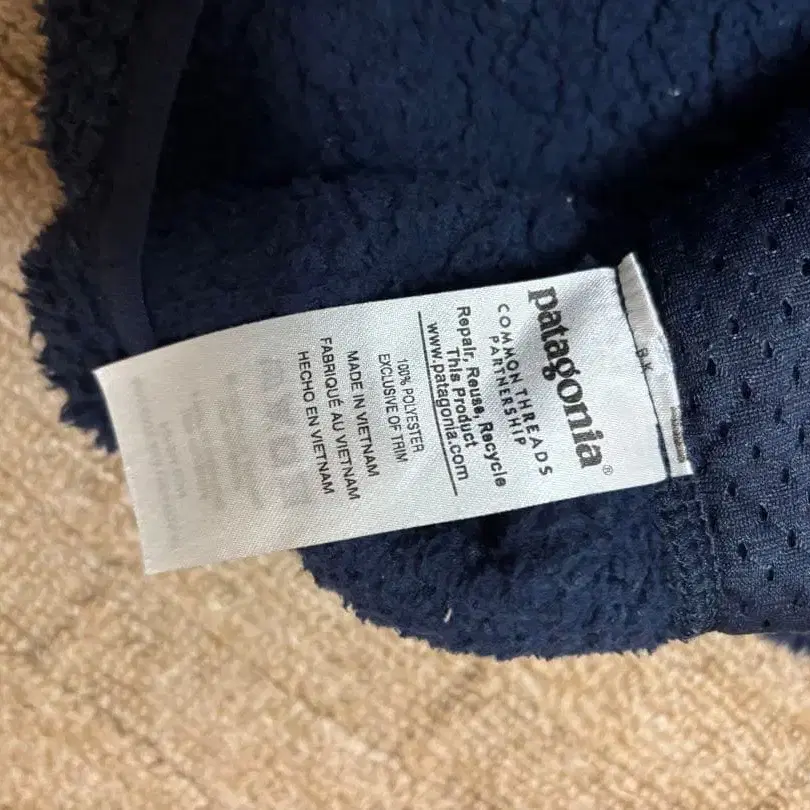 patagonia®
COMMON THREADS
PARTNERSHIP
Repair, Reuse, Recycle
This Product
www.patagonia.com
100% POLYESTER
EXCLUSIVE OF TRIM
MADE IN VIETNAM
FABRIQUÉ AU VIETNAM
HECHO EN VIETNAM